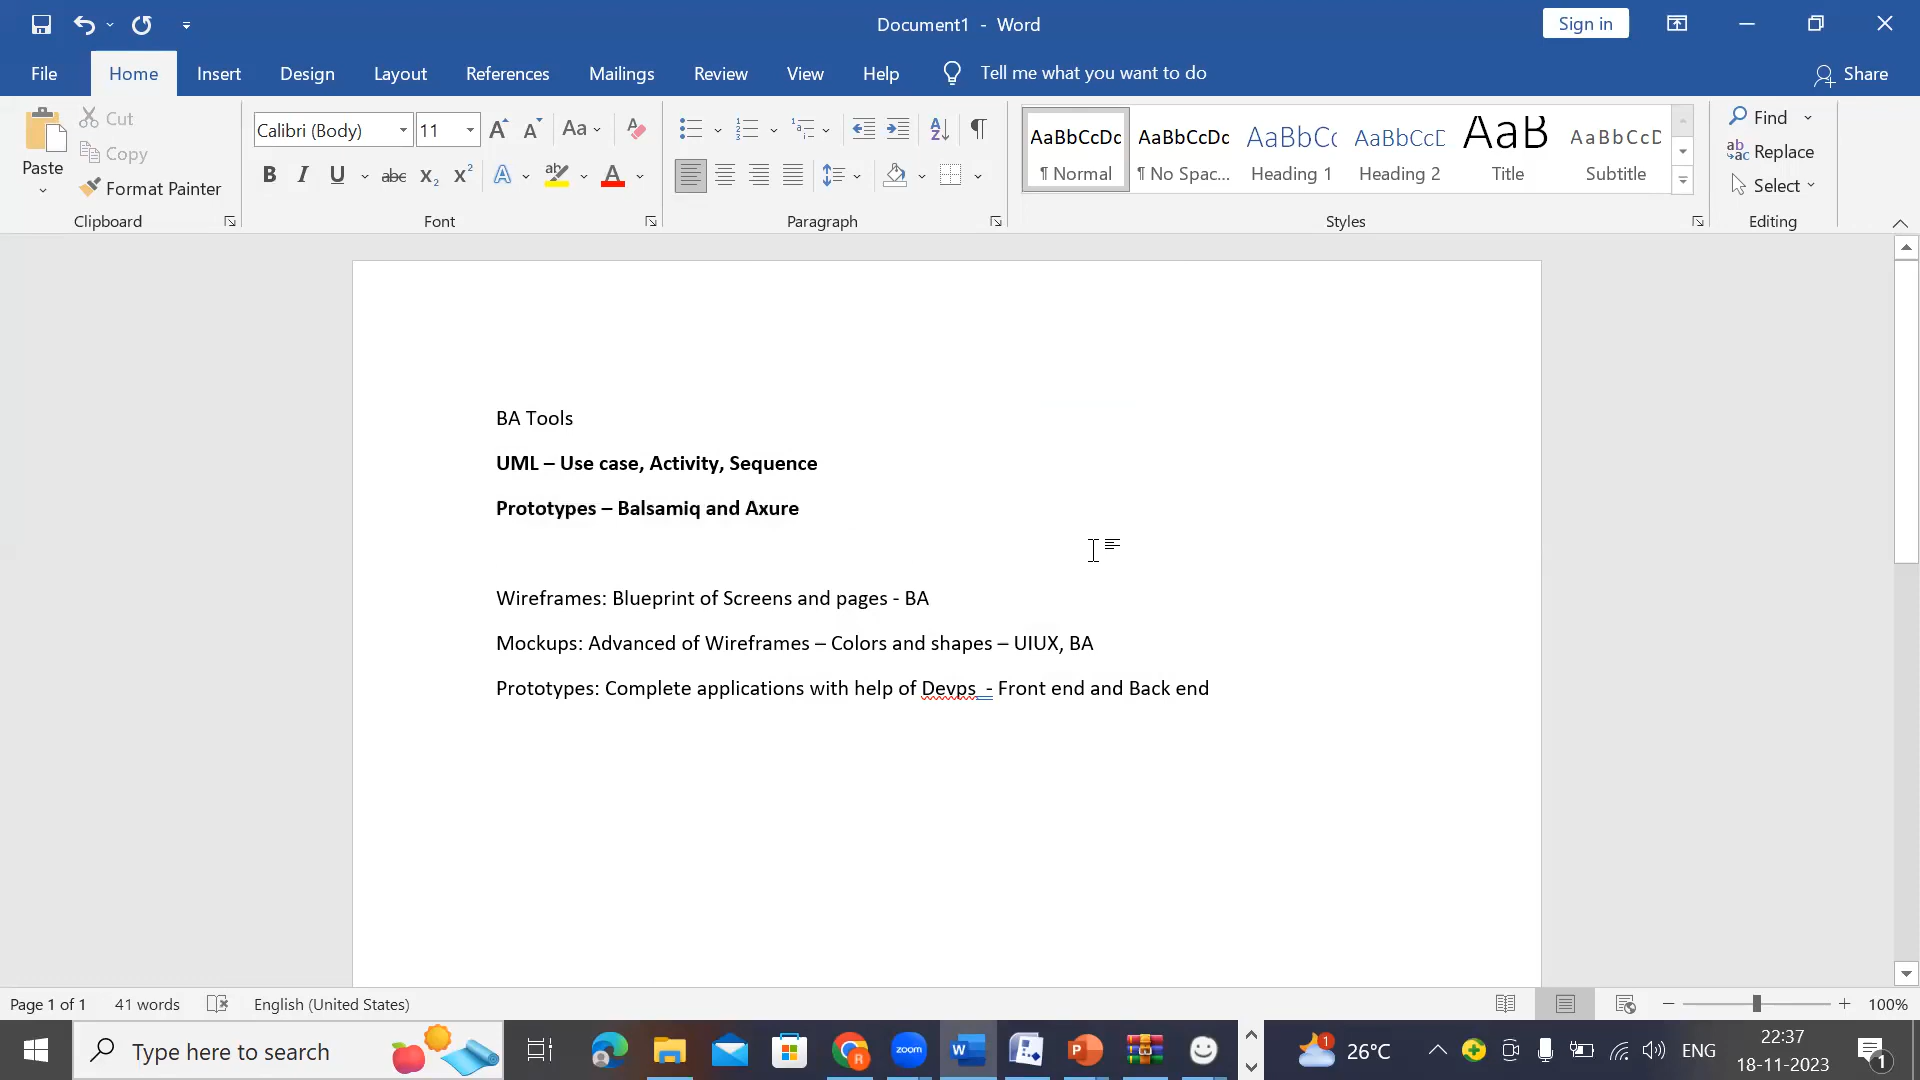 Document1 - Word
Sign in
File Home Insert Design Layout References Mailings Review View Help Tell me what you want to do Share
Paste
Cut
Copy
Format Painter
Clipboard
Calibri (Body) 11
Font
Paragraph
AaBbCcDc AaBbCcDc AaBbCc AaBbCcD AaB AaBbCcD
¶ Normal ¶ No Spac... Heading 1 Heading 2 Title Subtitle
Styles
Find
Replace
Select
Editing
BA Tools
UML – Use case, Activity, Sequence
Prototypes – Balsamiq and Axure
Wireframes: Blueprint of Screens and pages - BA
Mockups: Advanced of Wireframes – Colors and shapes – UIUX, BA
Prototypes: Complete applications with help of Devps - Front end and Back end
Page 1 of 1 41 words English (United States) 100%
Type here to search
zoom
26°C
ENG
22:37
18-11-2023